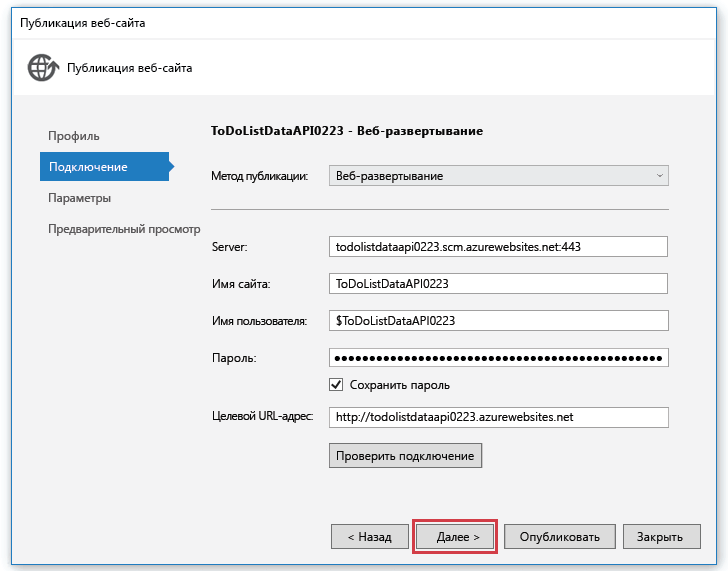 Публикация веб-сайта
Публикация веб-сайта
Профиль
Подключение
Параметры
Предварительный просмотр
ToDoListDataAPI0223 - Веб-развертывание
Метод публикации: Веб-развертывание
Server: todolistdataapi0223.scm.azurewebsites.net:443
Имя сайта: ToDoListDataAPI0223
Имя пользователя: $ToDoListDataAPI0223
Пароль: ●●●●●●●●●●●●●●●●●●●●●●●●●●●●●●●●●●●●●●●●●●●●●●●
Сохранить пароль
Целевой URL-адрес: http://todolistdataapi0223.azurewebsites.net
Проверить подключение
< Назад Далее > Опубликовать Закрыть